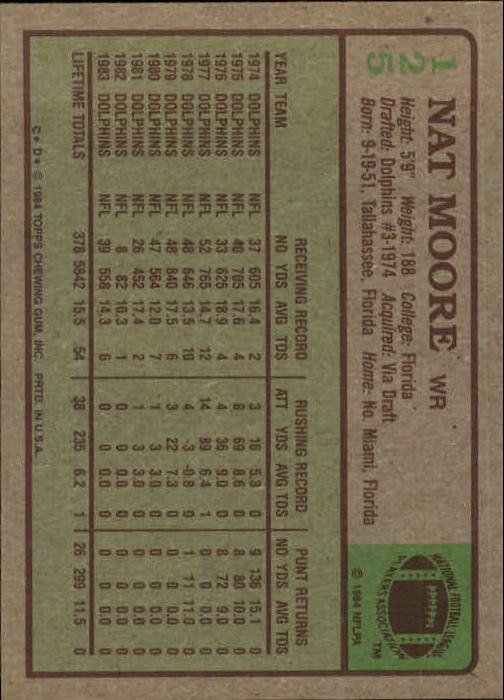 125
NAT MOORE WR
Height: 5'9" Weight: 188 College: Florida
Drafted: Dolphins #3-1974 Acquired: Via Draft
Born: 9-19-51, Tallahassee, Florida Home: No. Miami, Florida
NATIONAL FOOTBALL LEAGUE
PLAYERS ASSOCIATION
TM
© 1984 NFLPA
RECEIVING RECORD RUSHING RECORD PUNT RETURNS
YEAR TEAM NO YDS AVG TDS ATT YDS AVG TDS NO YDS AVG TDS
1974 DOLPHINS NFL 37 605 16.4 2 3 16 5.3 0 9 136 15.1 0
1975 DOLPHINS NFL 40 705 17.6 4 8 69 8.6 0 8 80 10.0 0
1976 DOLPHINS NFL 33 625 18.9 4 4 36 9.0 0 8 72 9.0 0
1977 DOLPHINS NFL 52 765 14.7 12 14 89 6.4 1 0 0 0.0 0
1978 DOLPHINS NFL 48 646 13.5 10 4 -3 -0.8 0 1 11 11.0 0
1979 DOLPHINS NFL 48 840 17.5 6 3 22 7.3 0 0 0 0.0 0
1980 DOLPHINS NFL 47 564 12.0 7 1 3 3.0 0 0 0 0.0 0
1981 DOLPHINS NFL 26 452 17.4 2 1 3 3.0 0 0 0 0.0 0
1982 DOLPHINS NFL 8 82 10.3 1 0 0 0.0 0 0 0 0.0 0
1983 DOLPHINS NFL 39 558 14.3 6 0 0 0.0 0 0 0 0.0 0
LIFETIME TOTALS 378 5842 15.5 54 38 235 6.2 1 26 299 11.5 0
C* D* © 1984 TOPPS CHEWING GUM, INC. PRTD. IN U.S.A.